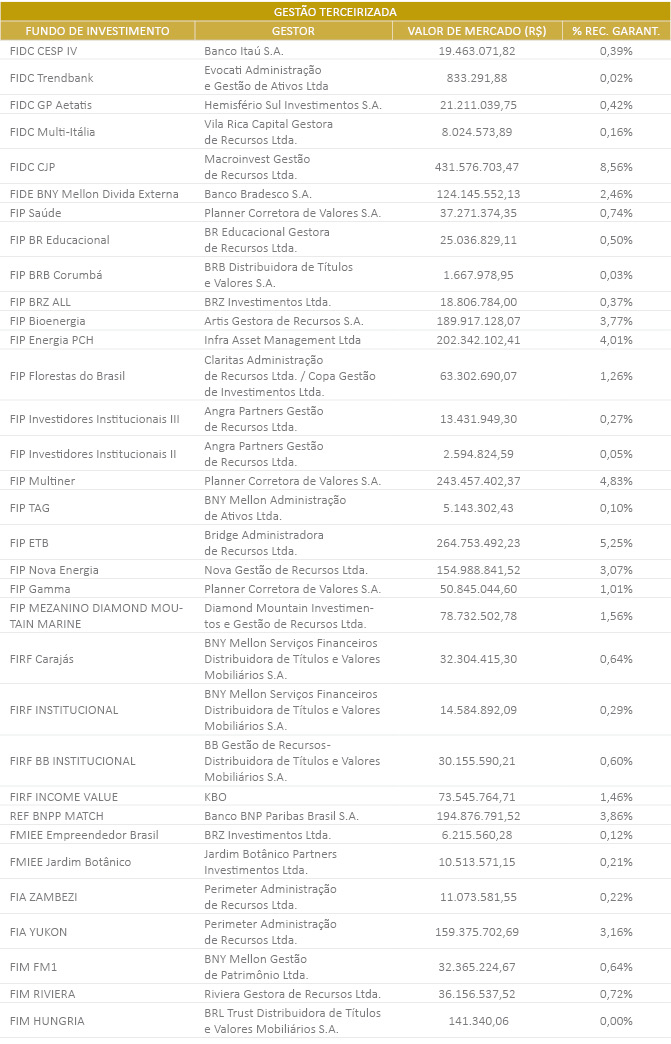 GESTÃO TERCEIRIZADA
FUNDO DE INVESTIMENTO GESTOR VALOR DE MERCADO (R$) % REC. GARANT.
FIDC CESP IV Banco Itaú S.A. 19.463.071,82 0,39%
FIDC Trendbank Evocati Administração
e Gestão de Ativos Ltda 833.291,88 0,02%
FIDC GP Aetatis Hemisfério Sul Investimentos S.A. 21.211.039,75 0,42%
FIDC Multi-Itália Vila Rica Capital Gestora
de Recursos Ltda. 8.024.573,89 0,16%
FIDC CJP Macroinvest Gestão
de Recursos Ltda. 431.576.703,47 8,56%
FIDE BNY Mellon Divida Externa Banco Bradesco S.A. 124.145.552,13 2,46%
FIP Saúde Planner Corretora de Valores S.A. 37.271.374,35 0,74%
FIP BR Educacional BR Educacional Gestora
de Recursos Ltda. 25.036.829,11 0,50%
FIP BRB Corumbá BRB Distribuidora de Títulos
e Valores S.A. 1.667.978,95 0,03%
FIP BRZ ALL BRZ Investimentos Ltda. 18.806.784,00 0,37%
FIP Bioenergia Artis Gestora de Recursos S.A. 189.917.128,07 3,77%
FIP Energia PCH Infra Asset Management Ltda 202.342.102,41 4,01%
FIP Florestas do Brasil Claritas Administração
de Recursos Ltda. / Copa Gestão
de Investimentos Ltda. 63.302.690,07 1,26%
FIP Investidores Institucionais III Angra Partners Gestão
de Recursos Ltda. 13.431.949,30 0,27%
FIP Investidores Institucionais II Angra Partners Gestão
de Recursos Ltda. 2.594.824,59 0,05%
FIP Multiner Planner Corretora de Valores S.A. 243.457.402,37 4,83%
FIP TAG BNY Mellon Administração
de Ativos Ltda. 5.143.302,43 0,10%
FIP ETB Bridge Administradora
de Recursos Ltda. 264.753.492,23 5,25%
FIP Nova Energia Nova Gestão de Recursos Ltda. 154.988.841,52 3,07%
FIP Gamma Planner Corretora de Valores S.A. 50.845.044,60 1,01%
FIP MEZANINO DIAMOND MOU- Diamond Mountain Investimen-
TAIN MARINE tos e Gestão de Recursos Ltda. 78.732.502,78 1,56%
FIRF Carajás BNY Mellon Serviços Financeiros
Distribuidora de Títulos e Valores
Mobiliários S.A. 32.304.415,30 0,64%
FIRF INSTITUCIONAL BNY Mellon Serviços Financeiros
Distribuidora de Títulos e Valores
Mobiliários S.A. 14.584.892,09 0,29%
FIRF BB INSTITUCIONAL BB Gestão de Recursos-
Distribuidora de Títulos e Valores
Mobiliários S.A. 30.155.590,21 0,60%
FIRF INCOME VALUE KBO 73.545.764,71 1,46%
REF BNPP MATCH Banco BNP Paribas Brasil S.A. 194.876.791,52 3,86%
FMIEE Empreendedor Brasil BRZ Investimentos Ltda. 6.215.560,28 0,12%
FMIEE Jardim Botânico Jardim Botânico Partners
Investimentos Ltda. 10.513.571,15 0,21%
FIA ZAMBEZI Perimeter Administração
de Recursos Ltda. 11.073.581,55 0,22%
FIA YUKON Perimeter Administração
de Recursos Ltda. 159.375.702,69 3,16%
FIM FM1 BNY Mellon Gestão
de Patrimônio Ltda. 32.365.224,67 0,64%
FIM RIVIERA Riviera Gestora de Recursos Ltda. 36.156.537,52 0,72%
FIM HUNGRIA BRL Trust Distribuidora de Títulos
e Valores Mobiliários S.A. 141.340,06 0,00%